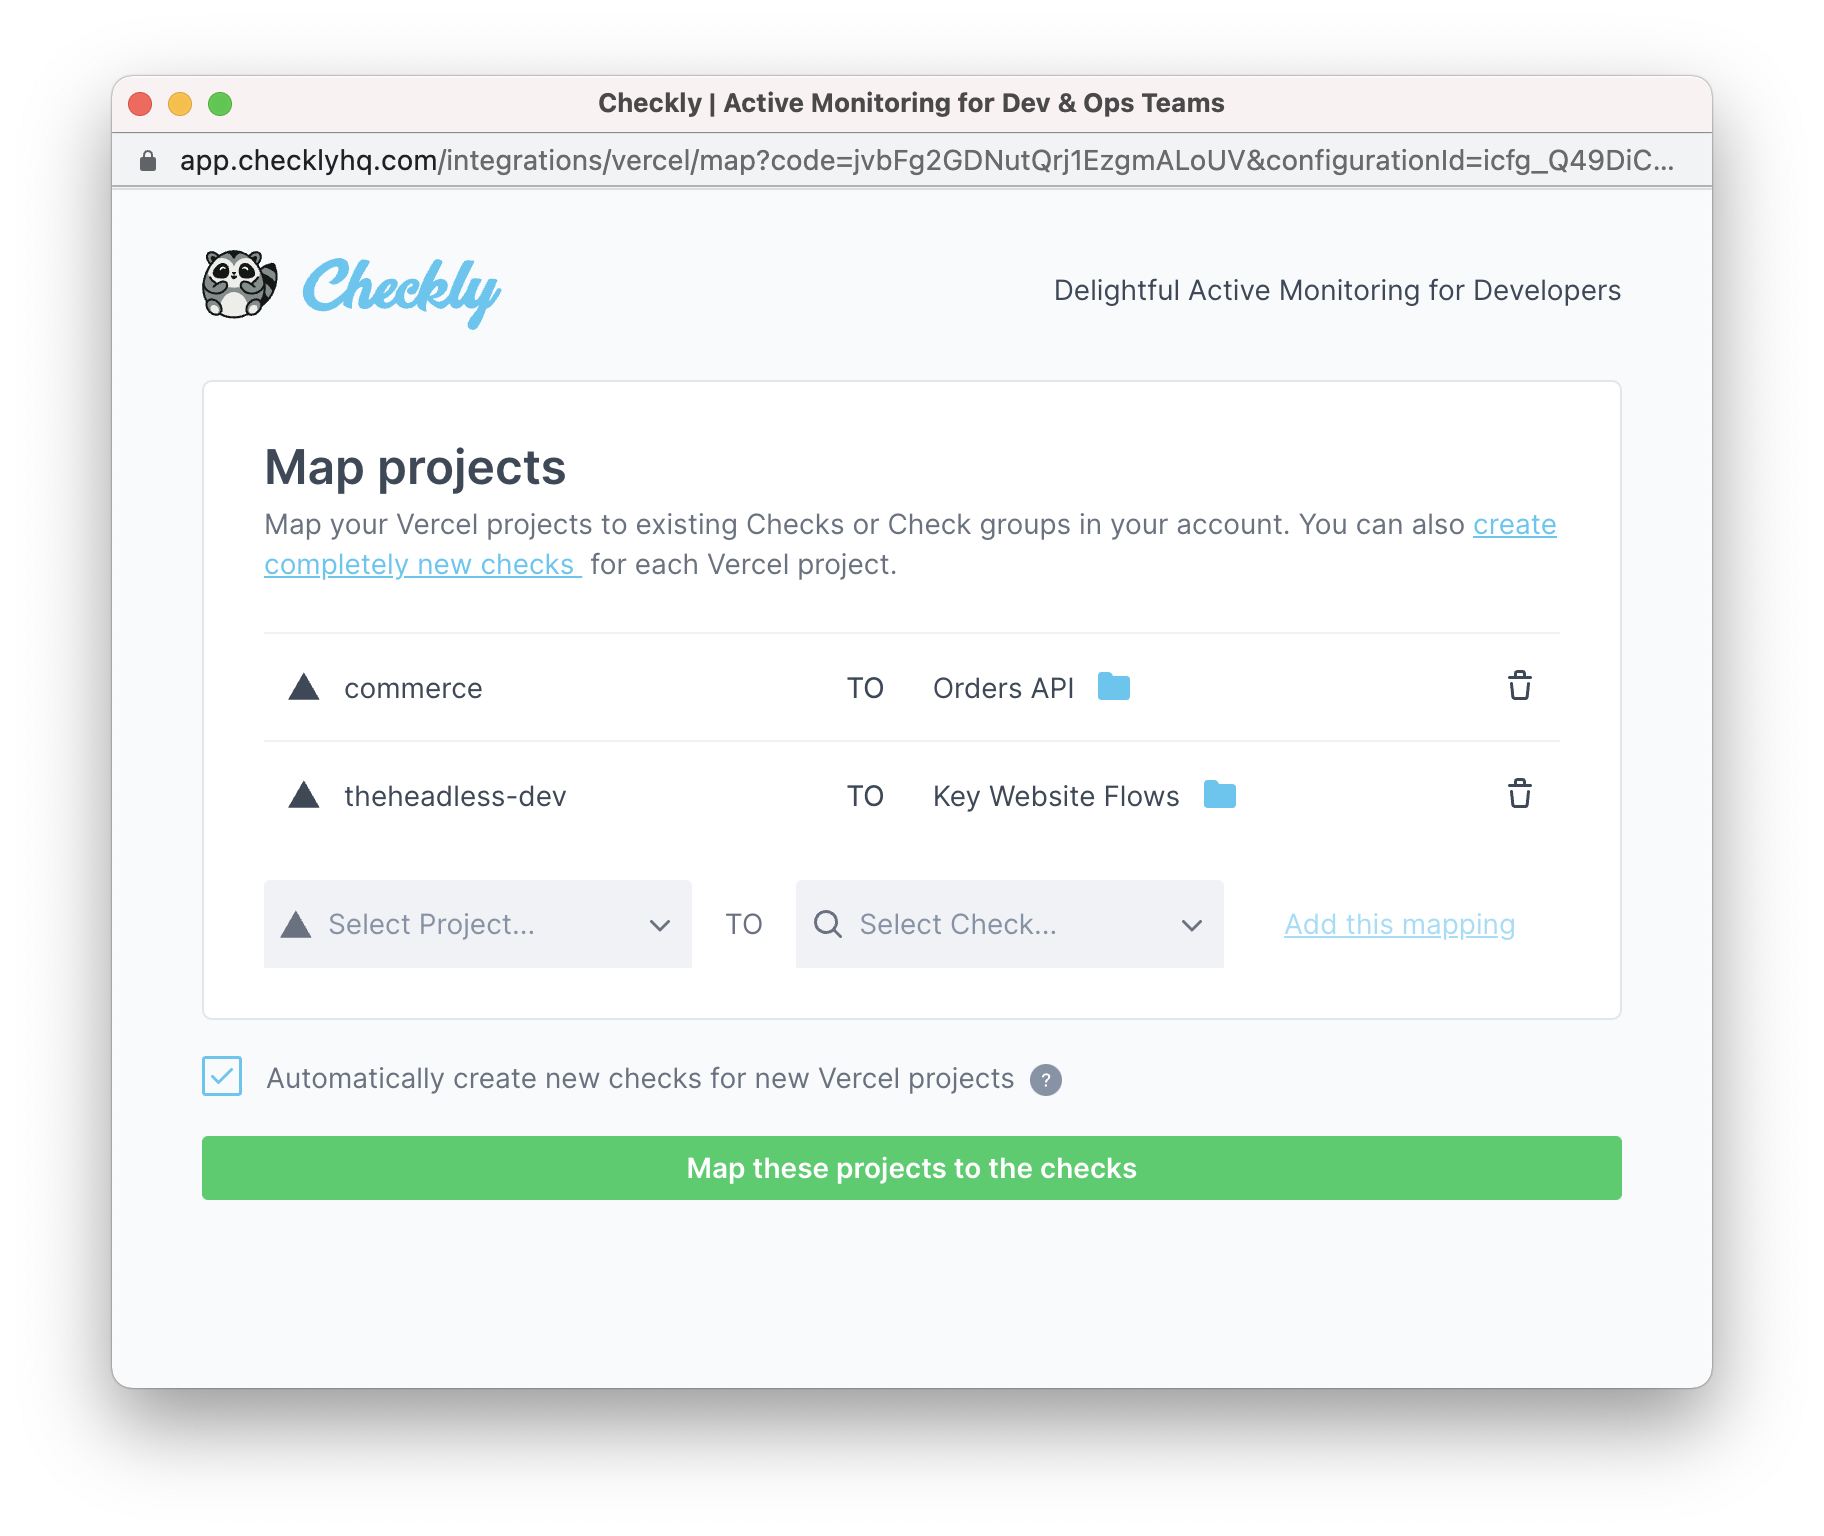 Checkly | Active Monitoring for Dev & Ops Teams
app.checklyhq.com/integrations/vercel/map?code=jvbFg2GDNutQrj1EzgmALoUV&configurationId=icfg_Q49DiC...
Checkly
Delightful Active Monitoring for Developers
Map projects
Map your Vercel projects to existing Checks or Check groups in your account. You can also create
completely new checks for each Vercel project.
commerce TO Orders API
theheadless-dev TO Key Website Flows
Select Project... TO Select Check... Add this mapping
Automatically create new checks for new Vercel projects ?
Map these projects to the checks